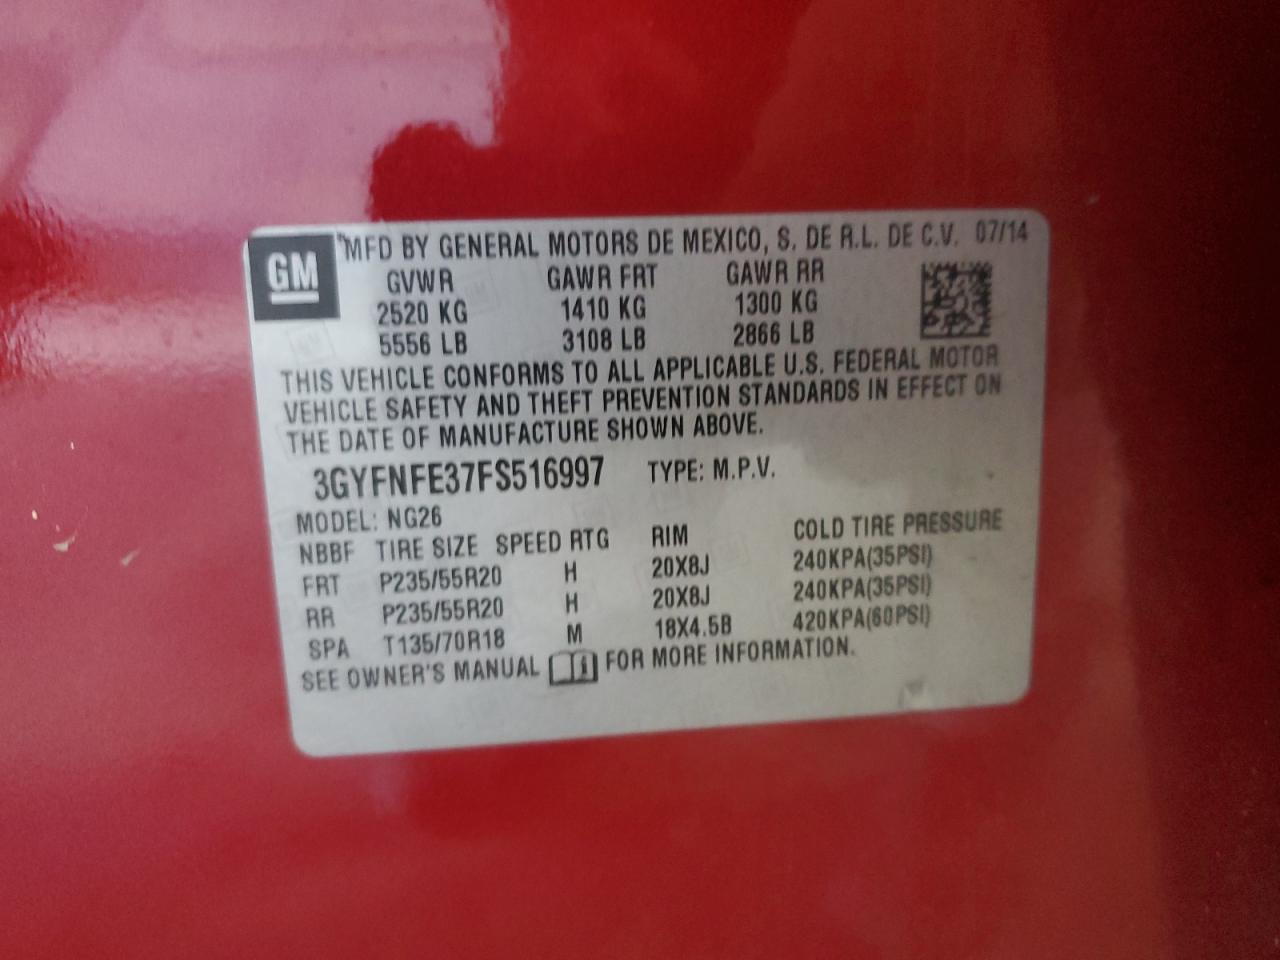 GM
MFD BY GENERAL MOTORS DE MEXICO, S. DE R.L. DE C.V. 07/14
GVWR GAWR FRT GAWR RR
2520 KG 1410 KG 1300 KG
5556 LB 3108 LB 2866 LB
THIS VEHICLE CONFORMS TO ALL APPLICABLE U.S. FEDERAL MOTOR
VEHICLE SAFETY AND THEFT PREVENTION STANDARDS IN EFFECT ON
THE DATE OF MANUFACTURE SHOWN ABOVE.
3GYFNFE37FS516997 TYPE: M.P.V.
MODEL: NG26
NBBF TIRE SIZE SPEED RTG RIM COLD TIRE PRESSURE
FRT P235/55R20 H 20X8J 240KPA(35PSI)
RR P235/55R20 H 20X8J 240KPA(35PSI)
SPA T135/70R18 M 18X4.5B 420KPA(60PSI)
SEE OWNER'S MANUAL FOR MORE INFORMATION.